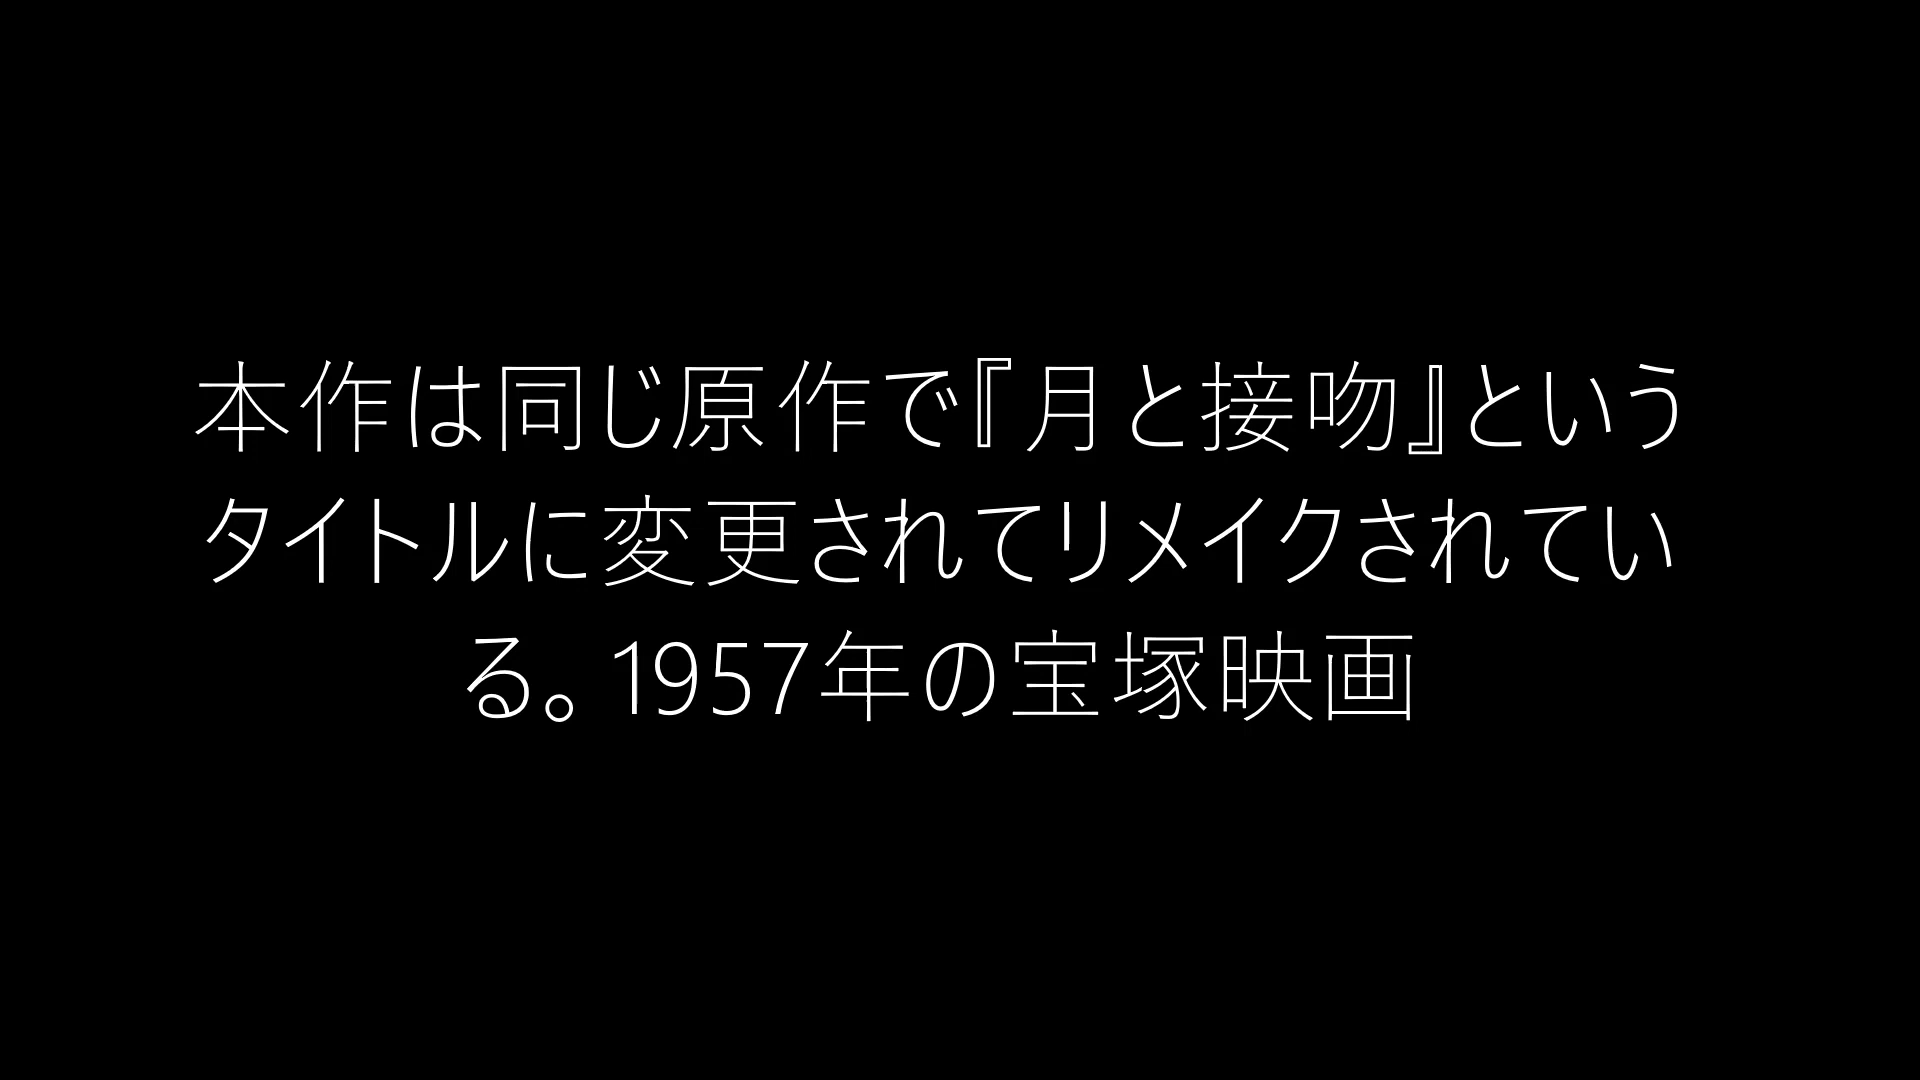 本作は同じ原作で『月と接吻』という
タイトルに変更されてリメイクされてい
る。1957年の宝塚映画